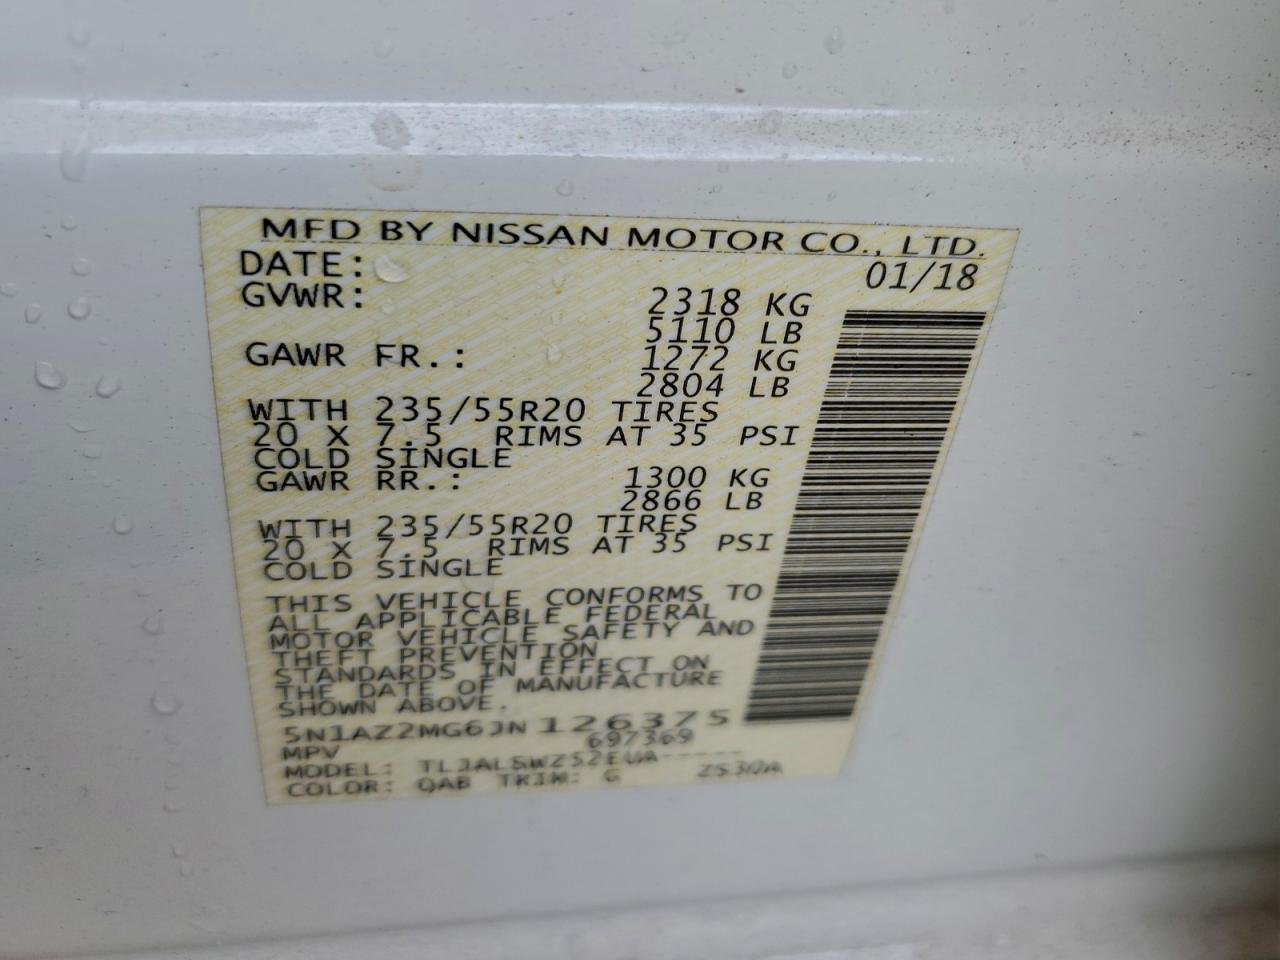 MFD BY NISSAN MOTOR CO., LTD.
DATE: 01/18
GVWR: 2318 KG
5110 LB
GAWR FR.: 1272 KG
2804 LB
WITH 235/55R20 TIRES
20 X 7.5 RIMS AT 35 PSI
COLD SINGLE
GAWR RR.: 1300 KG
2866 LB
WITH 235/55R20 TIRES
20 X 7.5 RIMS AT 35 PSI
COLD SINGLE
THIS VEHICLE CONFORMS TO
ALL APPLICABLE FEDERAL
MOTOR VEHICLE SAFETY AND
THEFT PREVENTION
STANDARDS IN EFFECT ON
THE DATE OF MANUFACTURE
SHOWN ABOVE.
5N1AZ2MG6JN126375
697369
MPV
MODEL:
COLOR: QAB TRIM: G